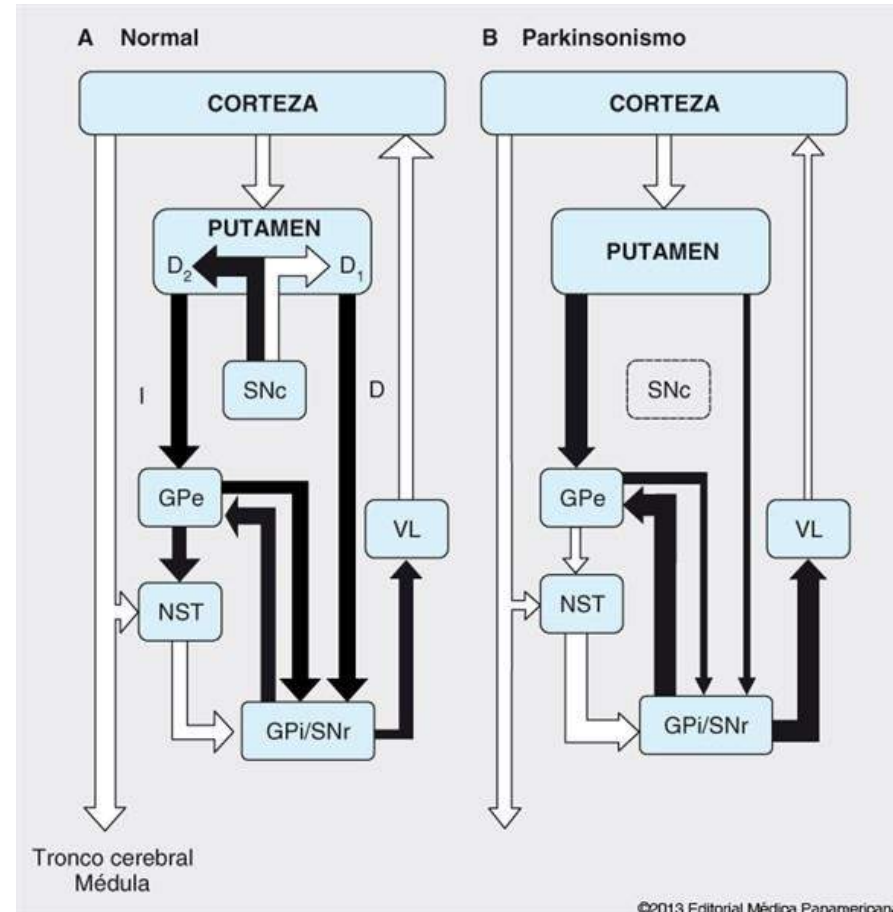 A Normal
CORTEZA
PUTAMEN
D2
D1
SNc
I
D
GPe
VL
NST
GPi/SNr
Tronco cerebral
Médula
B Parkinsonismo
CORTEZA
PUTAMEN
SNc
GPe
VL
NST
GPi/SNr
©2013 Editorial Médica Panamerican